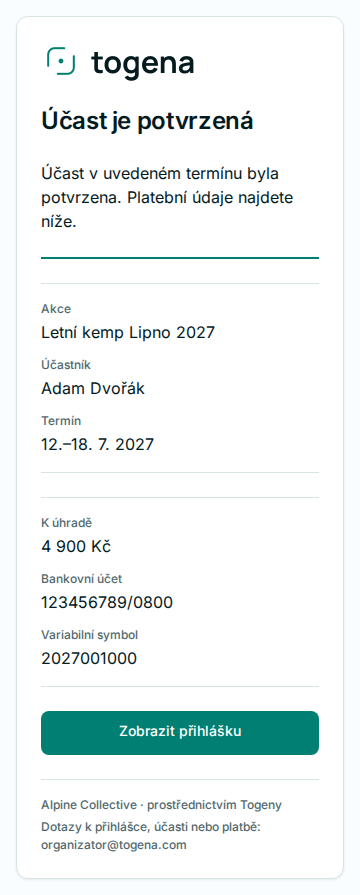 togena
Účast je potvrzená
Účast v uvedeném termínu byla
potvrzena. Platební údaje najdete
níže.
Akce
Letní kemp Lipno 2027
Účastník
Adam Dvořák
Termín
12.–18. 7. 2027
K úhradě
4 900 Kč
Bankovní účet
123456789/0800
Variabilní symbol
2027001000
Zobrazit přihlášku
Alpine Collective · prostřednictvím Togeny
Dotazy k přihlášce, účasti nebo platbě:
organizator@togena.com